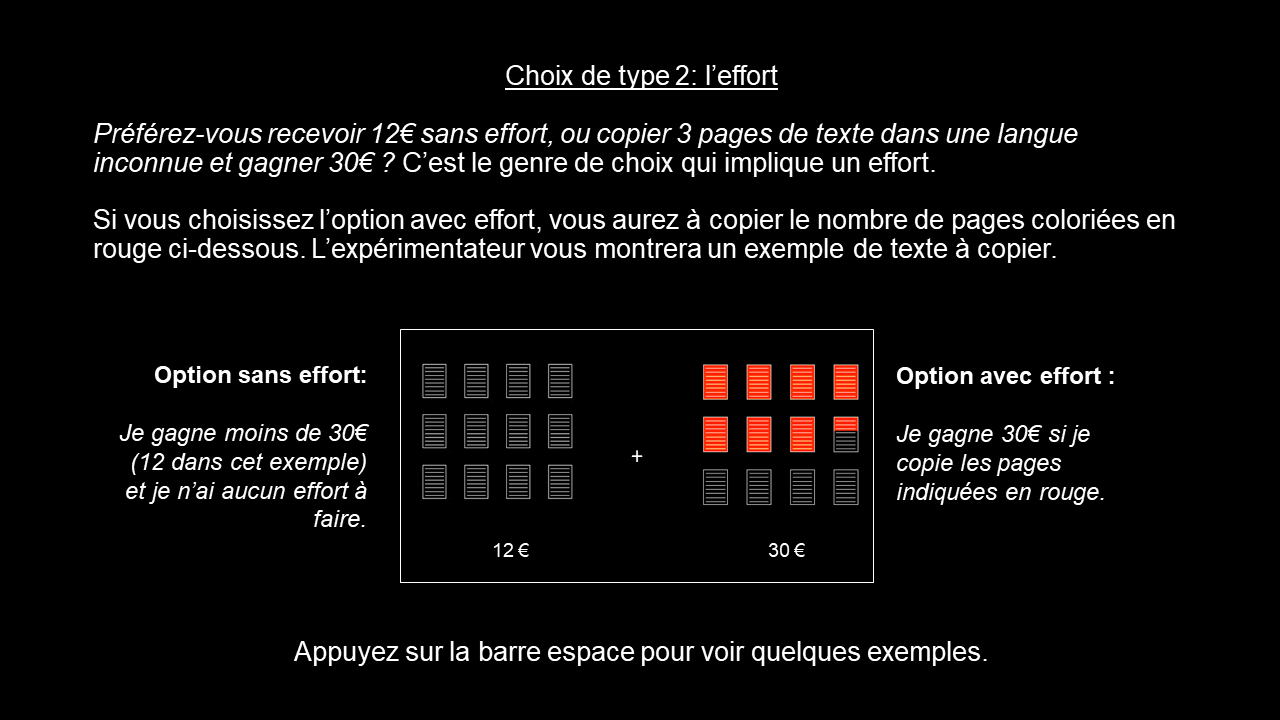 Choix de type 2: l’effort
Préférez-vous recevoir 12€ sans effort, ou copier 3 pages de texte dans une langue
inconnue et gagner 30€ ? C’est le genre de choix qui implique un effort.
Si vous choisissez l’option avec effort, vous aurez à copier le nombre de pages coloriées en
rouge ci-dessous. L’expérimentateur vous montrera un exemple de texte à copier.
Option sans effort:
Je gagne moins de 30€
(12 dans cet exemple)
et je n’ai aucun effort à
faire.
+
12 €
30 €
Option avec effort :
Je gagne 30€ si je
copie les pages
indiquées en rouge.
Appuyez sur la barre espace pour voir quelques exemples.